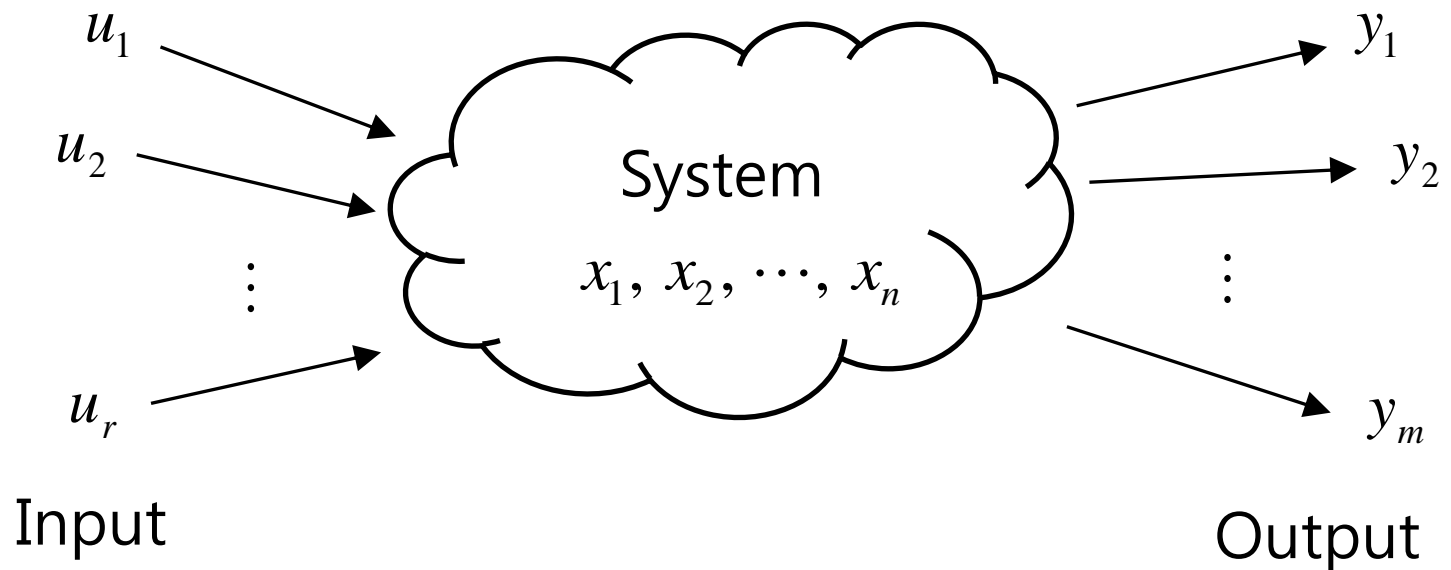 u₁
u₂
⋮
uᵣ
Input
System
x₁, x₂, ⋯, xₙ
y₁
y₂
⋮
yₘ
Output